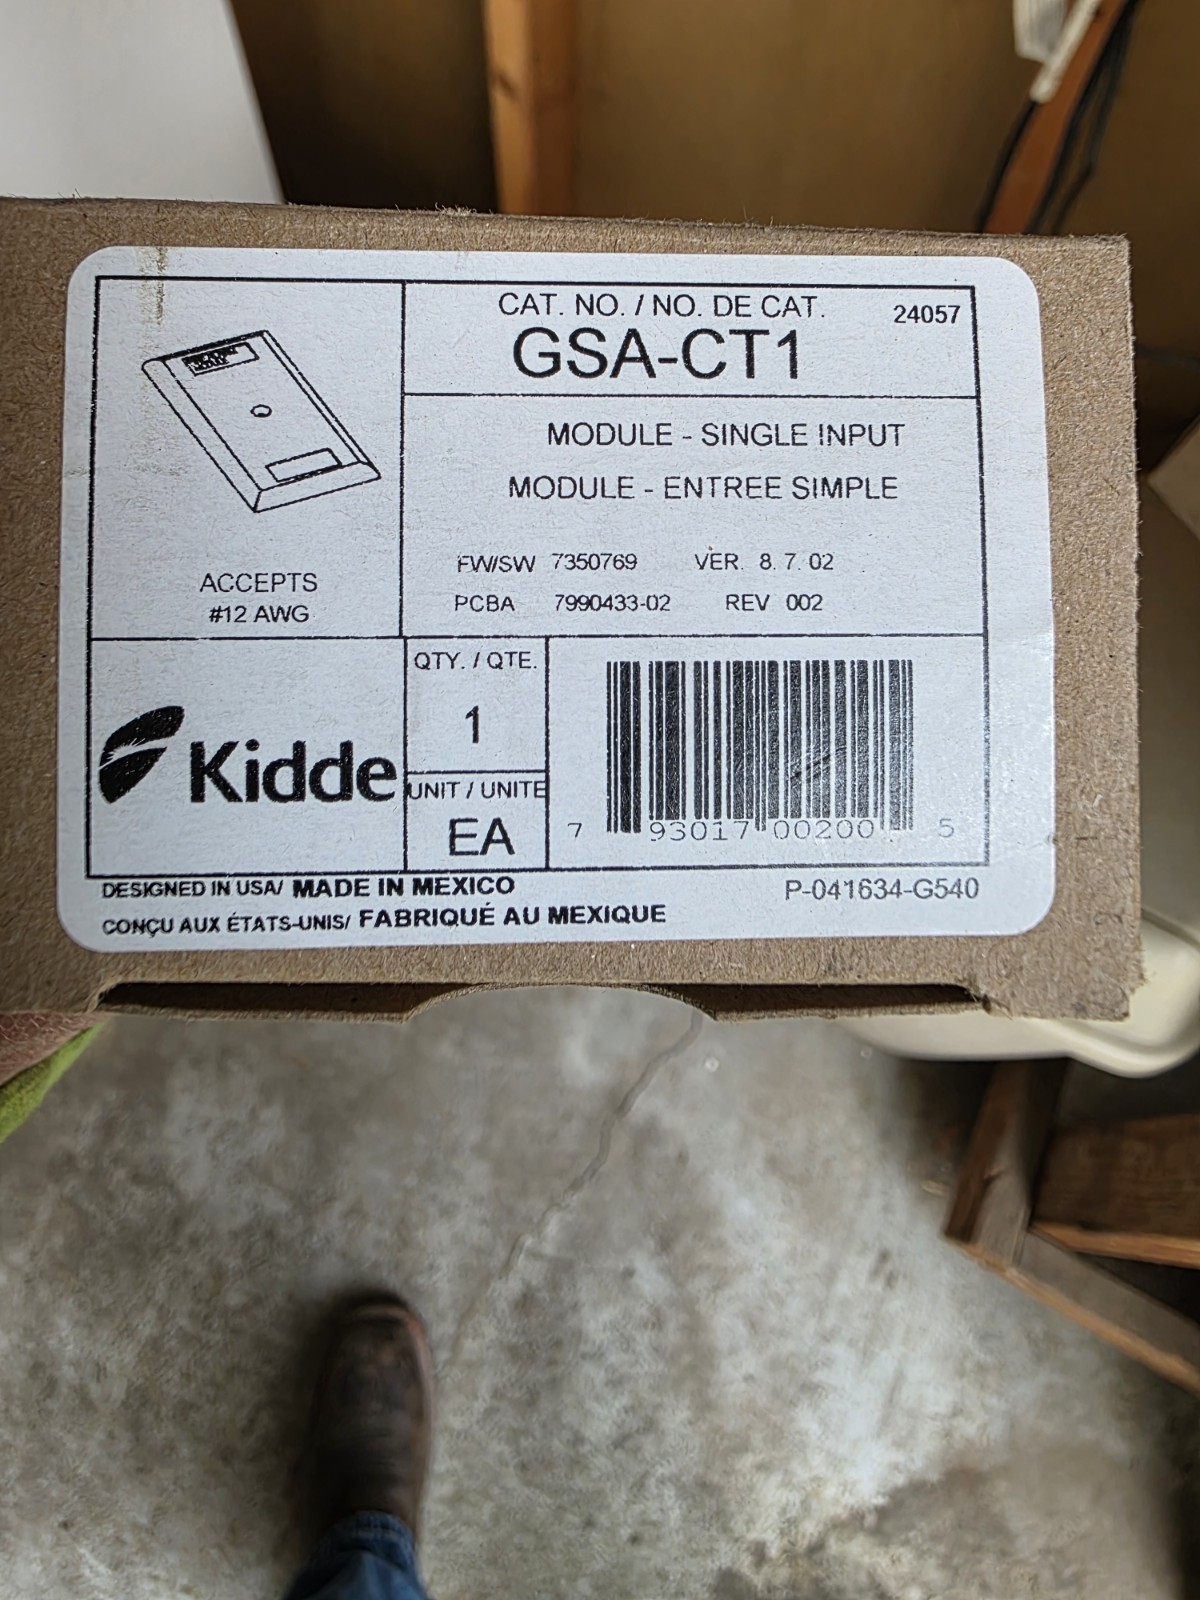 CAT. NO. / NO. DE CAT.
24057
GSA-CT1
MODULE - SINGLE INPUT
MODULE - ENTREE SIMPLE
FW/SW 7350769 VER. 8.7.02
PCBA 7990433-02 REV 002
ACCEPTS
#12 AWG
Kidde
QTY. / QTE.
1
UNIT / UNITE
EA
7 93017 00200 5
DESIGNED IN USA/ MADE IN MEXICO
CONÇU AUX ÉTATS-UNIS/ FABRIQUÉ AU MEXIQUE
P-041634-G540